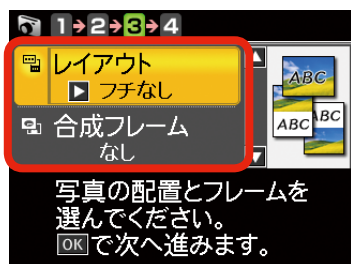 1→2→3→4
レイアウト
フチなし
合成フレーム
なし
ABC
ABC
BC
写真の配置とフレームを
選んでください。
OKで次へ進みます。